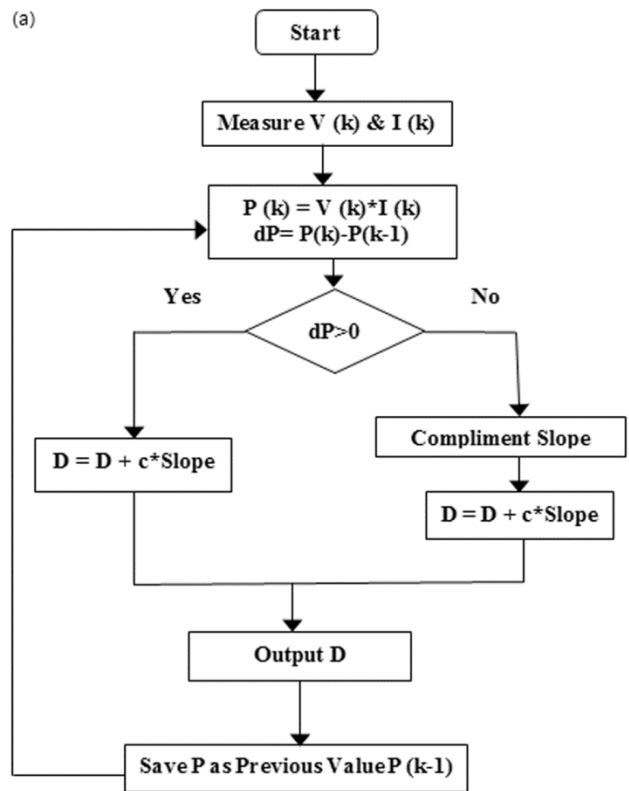 (a)
Start
Measure V (k) & I (k)
P (k) = V (k)*I (k)
dP= P(k)-P(k-1)
Yes
No
dP>0
Compliment Slope
D = D + c*Slope
D = D + c*Slope
Output D
Save P as Previous Value P (k-1)